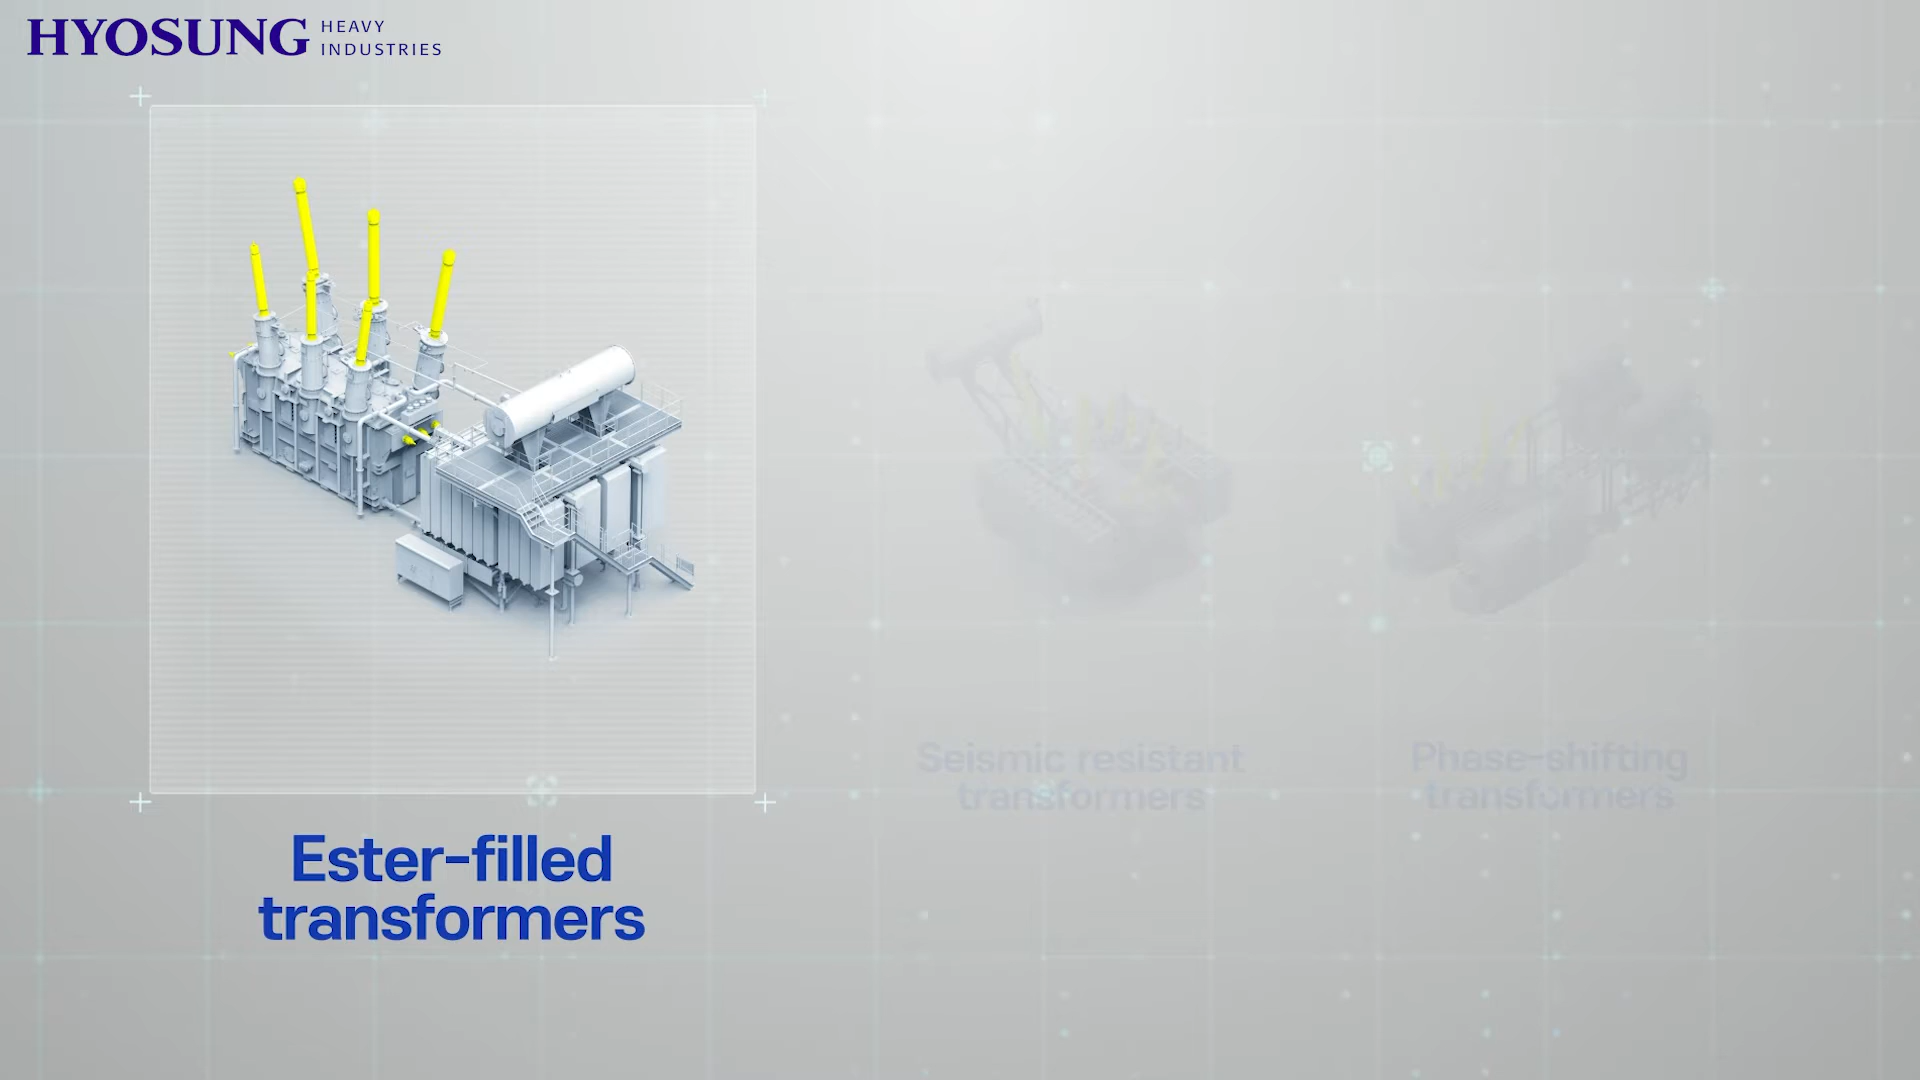 HYOSUNG HEAVY
INDUSTRIES
Ester-filled
transformers
Seismic resistant
transformers
Phase-shifting
transformers